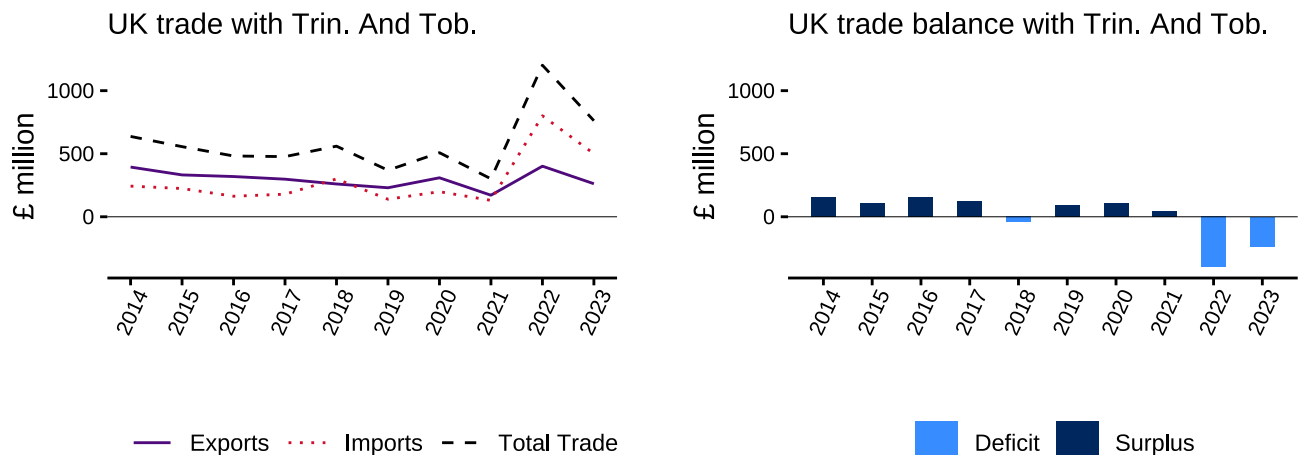 UK trade with Trin. And Tob.
£ million
1000
500
0
2014 2015 2016 2017 2018 2019 2020 2021 2022 2023
Exports Imports Total Trade
UK trade balance with Trin. And Tob.
£ million
1000
500
0
2014 2015 2016 2017 2018 2019 2020 2021 2022 2023
Deficit Surplus